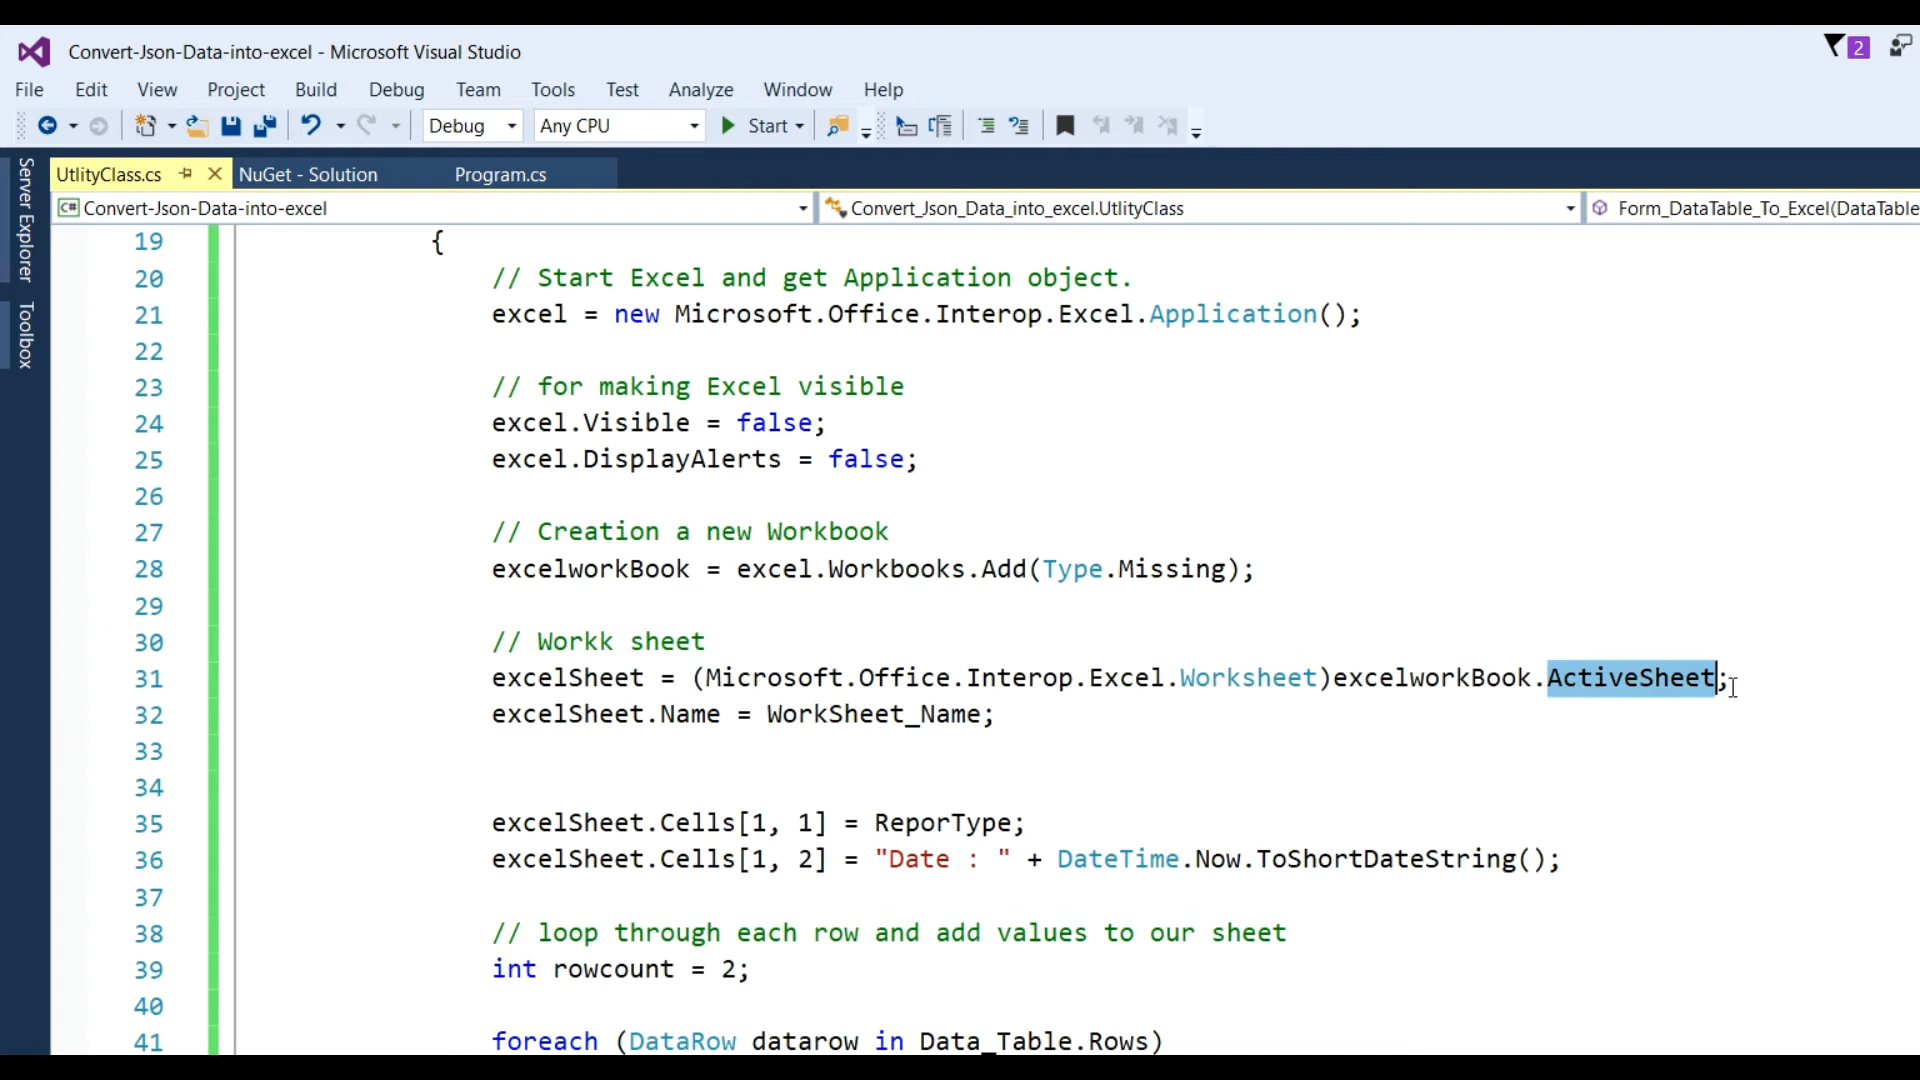 Convert-Json-Data-into-excel - Microsoft Visual Studio
2
File Edit View Project Build Debug Team Tools Test Analyze Window Help
Debug Any CPU Start
UtlityClass.cs NuGet - Solution Program.cs
Convert-Json-Data-into-excel Convert_Json_Data_into_excel.UtlityClass Form_DataTable_To_Excel(DataTable
Server Explorer
Toolbox
19 {
20 // Start Excel and get Application object.
21 excel = new Microsoft.Office.Interop.Excel.Application();
22
23 // for making Excel visible
24 excel.Visible = false;
25 excel.DisplayAlerts = false;
26
27 // Creation a new Workbook
28 excelworkBook = excel.Workbooks.Add(Type.Missing);
29
30 // Workk sheet
31 excelSheet = (Microsoft.Office.Interop.Excel.Worksheet)excelworkBook.ActiveSheet;
32 excelSheet.Name = WorkSheet_Name;
33
34
35 excelSheet.Cells[1, 1] = ReporType;
36 excelSheet.Cells[1, 2] = "Date : " + DateTime.Now.ToShortDateString();
37
38 // loop through each row and add values to our sheet
39 int rowcount = 2;
40
41 foreach (DataRow datarow in Data_Table.Rows)